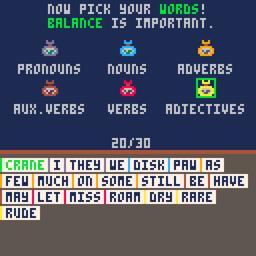 NOW PICK YOUR WORDS!
BALANCE IS IMPORTANT.
PRONOUNS NOUNS ADVERBS
AUX.VERBS VERBS ADJECTIVES
20/30
CRANE I THEY WE DISK PAW AS
FEW MUCH ON SOME STILL BE HAVE
MAY LET MISS ROAM DRY RARE
RUDE